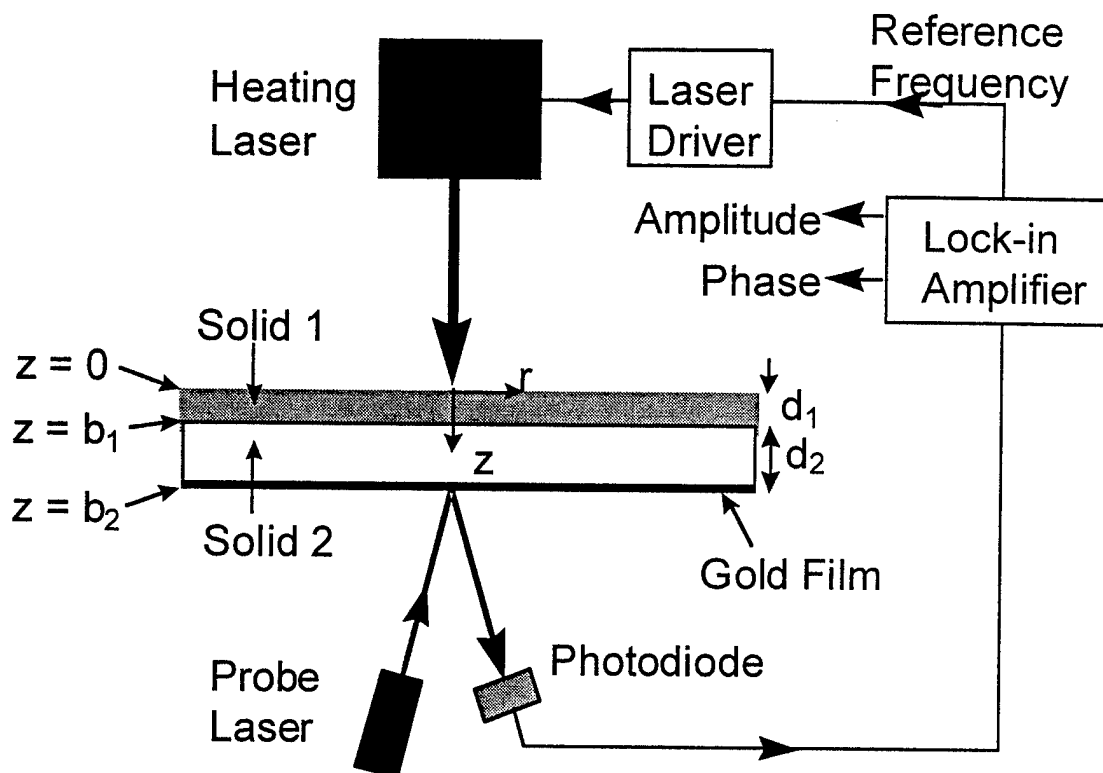 Reference
Frequency
Heating
Laser
Laser
Driver
Amplitude
Phase
Lock-in
Amplifier
Solid 1
z = 0
r
d₁
z = b₁
z
d₂
z = b₂
Solid 2
Gold Film
Photodiode
Probe
Laser